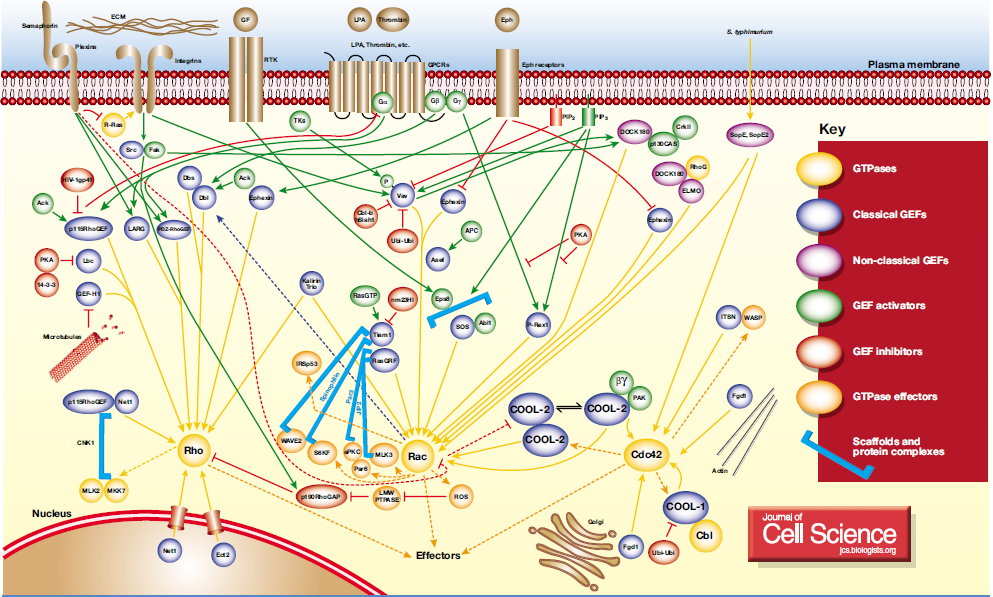 Semaphorin
ECM
Plexins
Integrins
GF
RTK
LPA
Thrombin
LPA, Thrombin, etc.
GPCRs
Gα
Gβ
Gγ
Eph
Eph receptors
S. typhimurium
Plasma membrane
R-Ras
Src
Fak
TKs
PIP2
PIP3
DOCK180
CrkII
p130CAS
SopE, SopE2
DOCK180
RhoG
ELMO
HIV-1gp41
Ack
p115RhoGEF
LARG
PDZ-RhoGEF
Dbs
Dbl
Ack
Ephexin
P
Vav
Cbl-b
hSiah1
Ubi-Ubi
Ephexin
APC
Asef
Ephexin
PKA
PKA
Lbc
14-3-3
GEF-H1
Microtubules
Kalirin
Trio
RasGTP
nm23HI
Tiam1
RasGRF
IRSp53
Eps8
SOS
Abl1
P-Rex1
ITSN
WASP
Spinophilin
Par3
JIP2
p115RhoGEF
Net1
CNK1
MLK2
MKK7
Rho
WAVE2
S6KF
aPKC
Par6
MLK3
Rac
p190RhoGAP
LMW
PTPASE
ROS
COOL-2
COOL-2
COOL-2
βγ
PAK
Cdc42
Fgd1
Actin
COOL-1
Cbl
Fgd1
Ubi-Ubi
Golgi
Effectors
Nucleus
Net1
Ect2
Key
GTPases
Classical GEFs
Non-classical GEFs
GEF activators
GEF inhibitors
GTPase effectors
Scaffolds and
protein complexes
Journal of
Cell Science
jcs.biologists.org